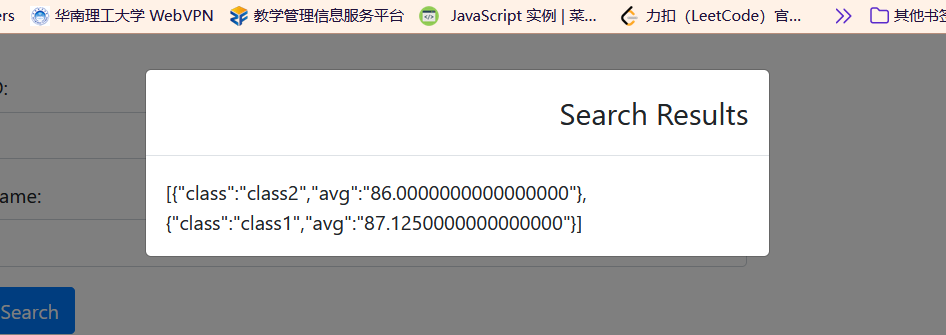 ers 华南理工大学 WebVPN 教学管理信息服务平台 JavaScript 实例 | 菜... 力扣（LeetCode）官... 其他书签
D:
Search Results
[{"class":"class2","avg":"86.0000000000000000"},
ame:
{"class":"class1","avg":"87.1250000000000000"}]
Search